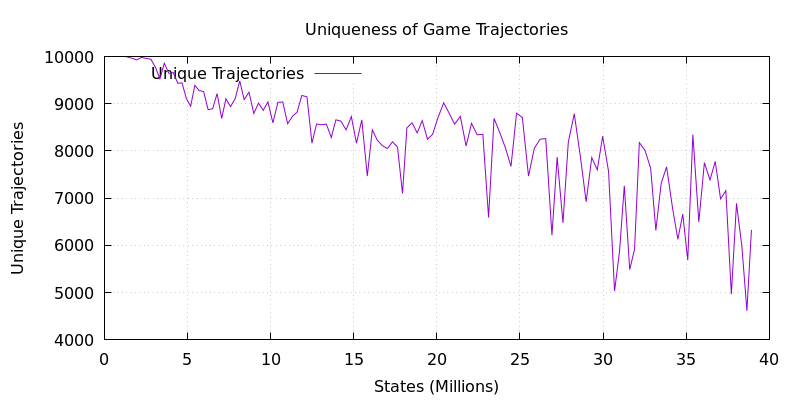 Uniqueness of Game Trajectories
10000
Unique Trajectories
9000
8000
7000
6000
5000
4000
Unique Trajectories
0 5 10 15 20 25 30 35 40
States (Millions)